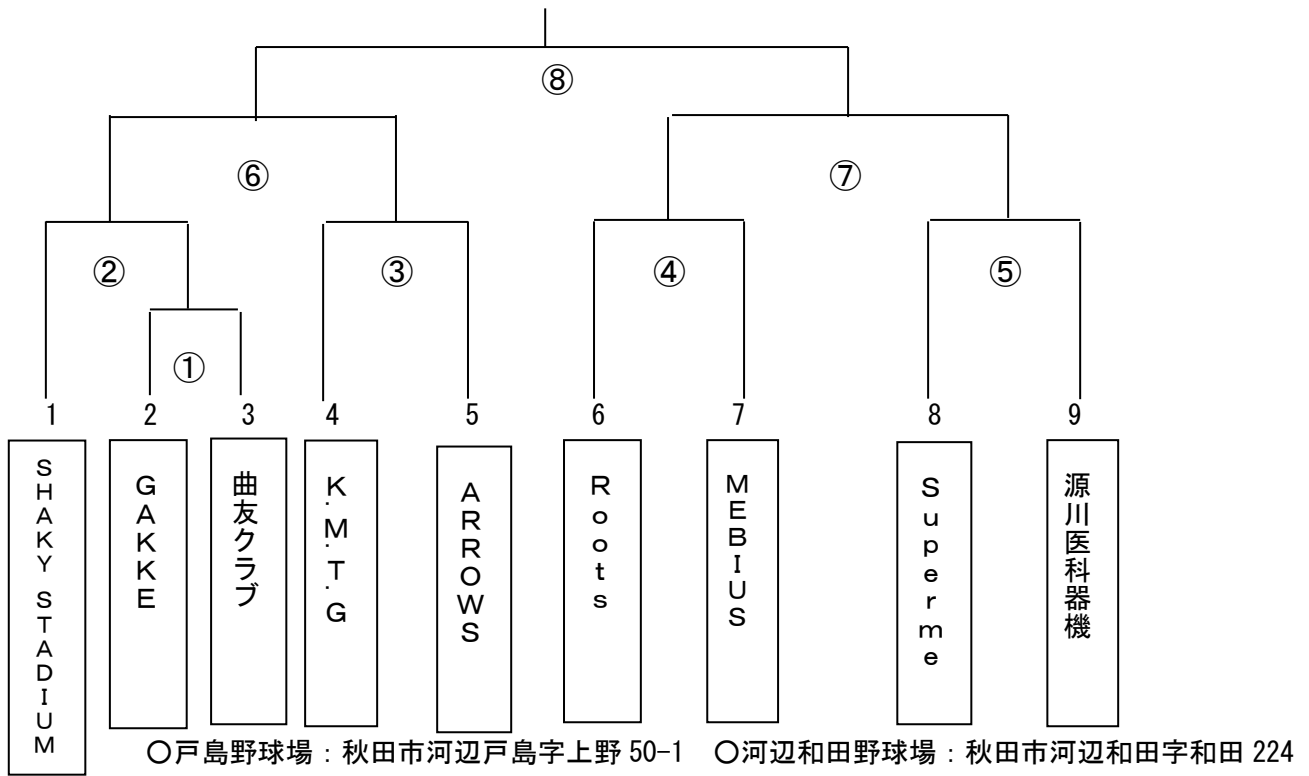 ⑧
⑥ ⑦
② ③ ④ ⑤
①
1 2 3 4 5 6 7 8 9
SHAKY STADIUM
GAKKE
曲友クラブ
K.M.T.G
ARROWS
Roots
MEBIUS
Superme
源川医科器機
〇戸島野球場：秋田市河辺戸島字上野 50-1 〇河辺和田野球場：秋田市河辺和田字和田 224